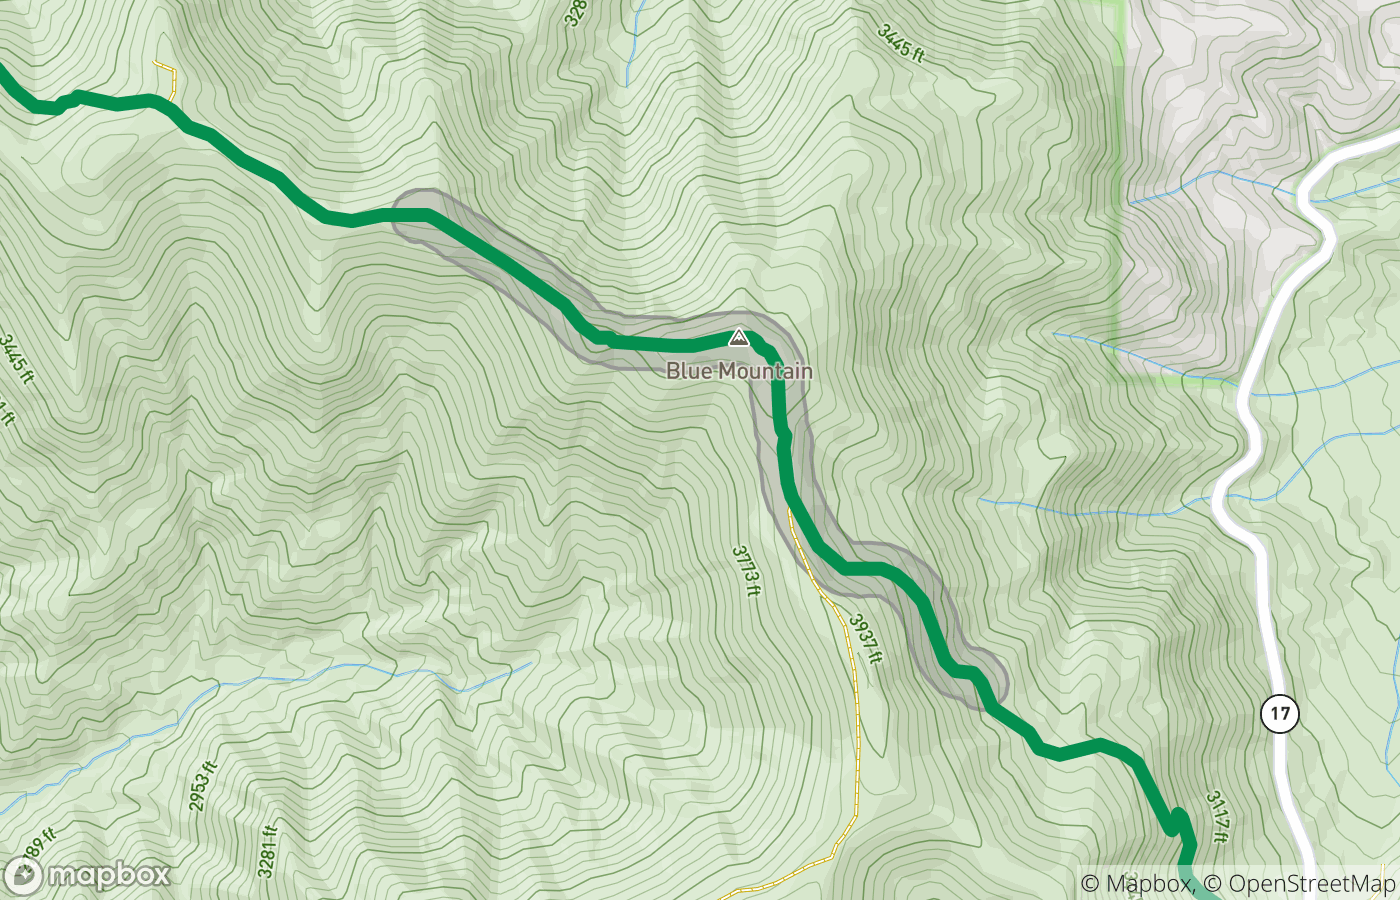 3445 ft
3445 ft
Blue Mountain
3773 ft
3937 ft
17
2953 ft
3117 ft
3281 ft
mapbox
© Mapbox, © OpenStreetMap